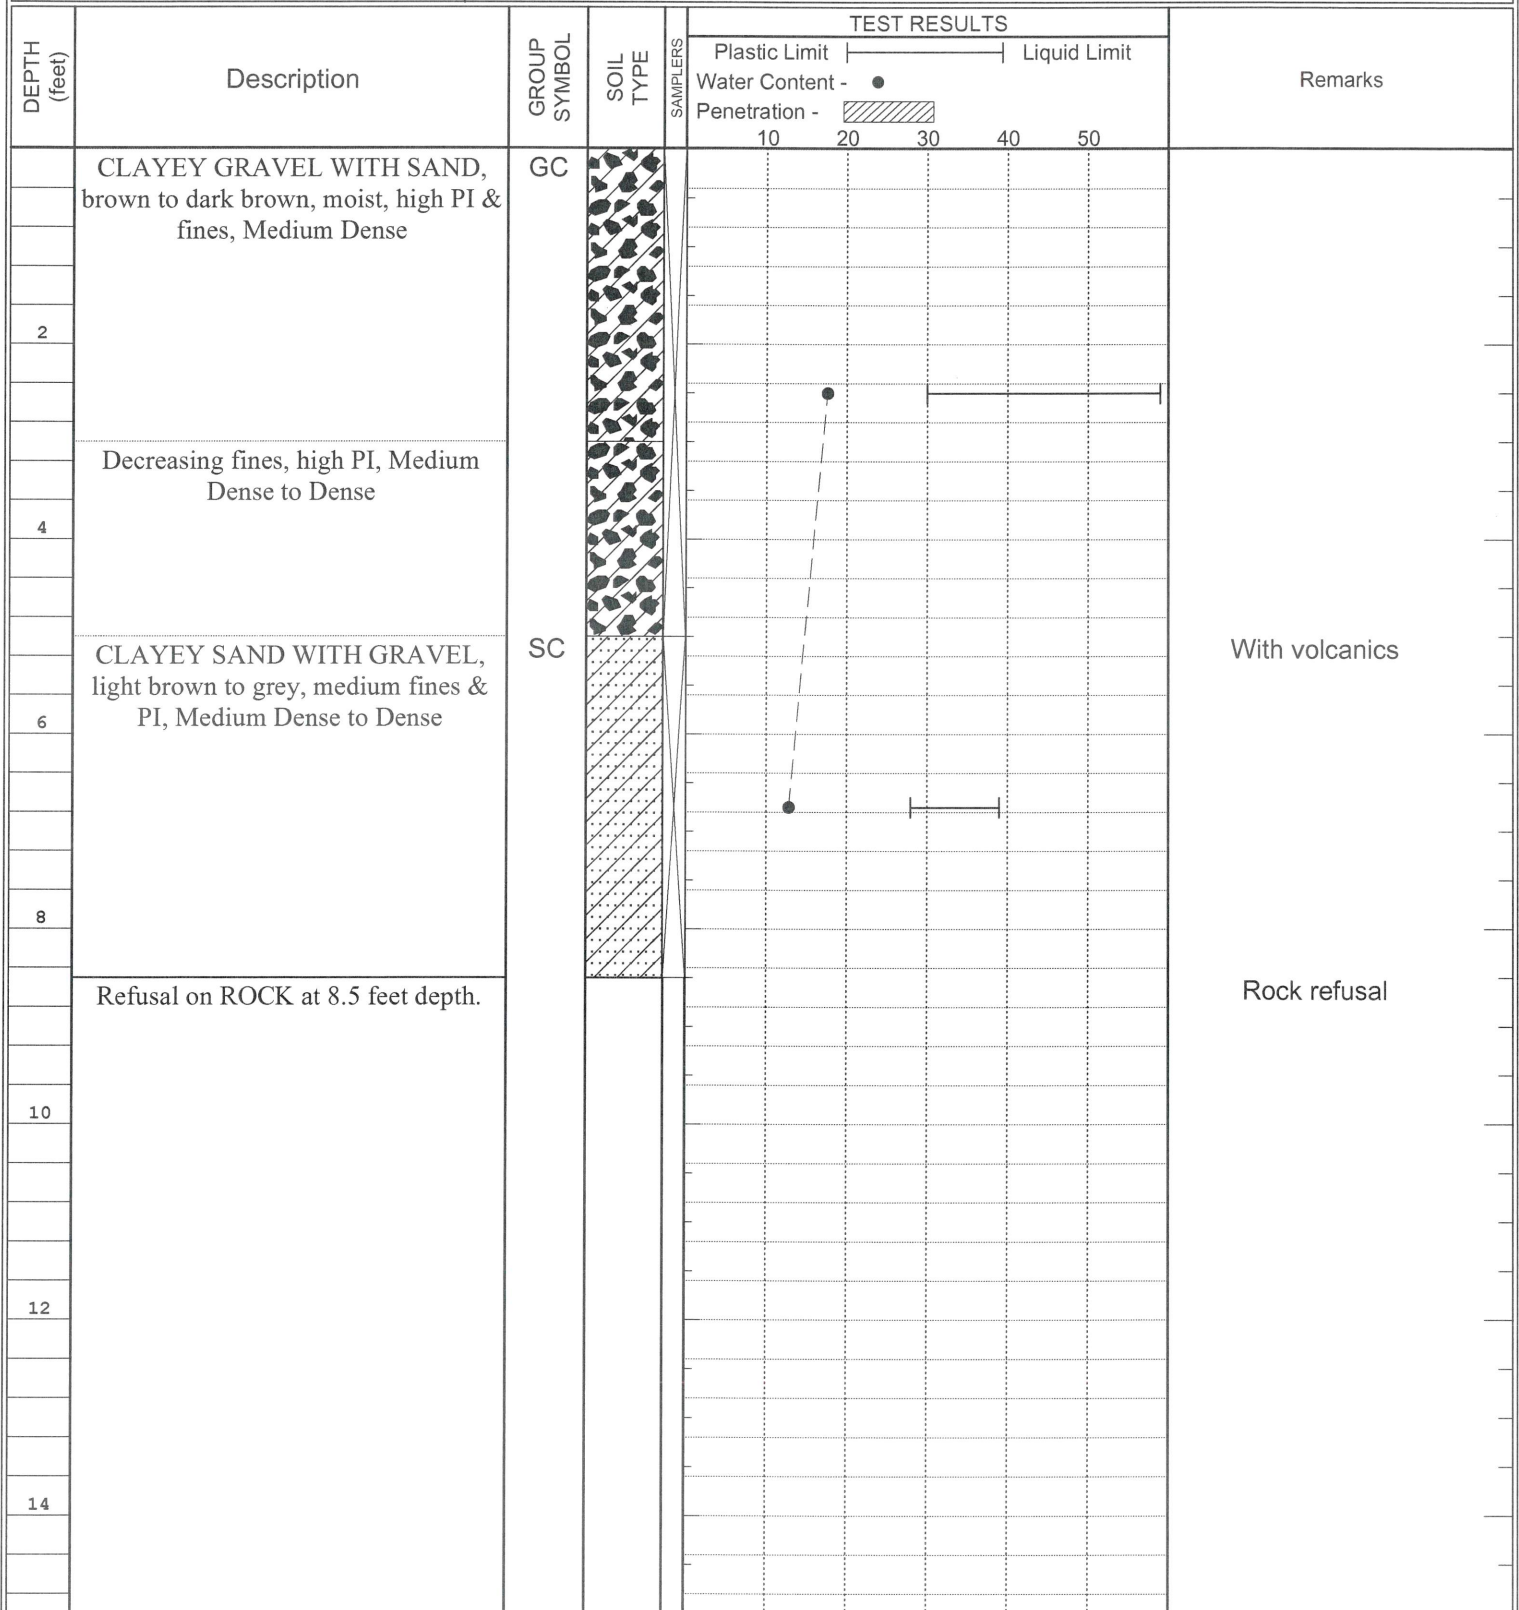 DEPTH
(feet)
Description
GROUP
SYMBOL
SOIL
TYPE
SAMPLERS
TEST RESULTS
Plastic Limit
Liquid Limit
Water Content -
Penetration -
10 20 30 40 50
Remarks
CLAYEY GRAVEL WITH SAND,
brown to dark brown, moist, high PI &
fines, Medium Dense
GC
2
Decreasing fines, high PI, Medium
Dense to Dense
4
CLAYEY SAND WITH GRAVEL,
light brown to grey, medium fines &
PI, Medium Dense to Dense
SC
With volcanics
6
8
Refusal on ROCK at 8.5 feet depth.
Rock refusal
10
12
14